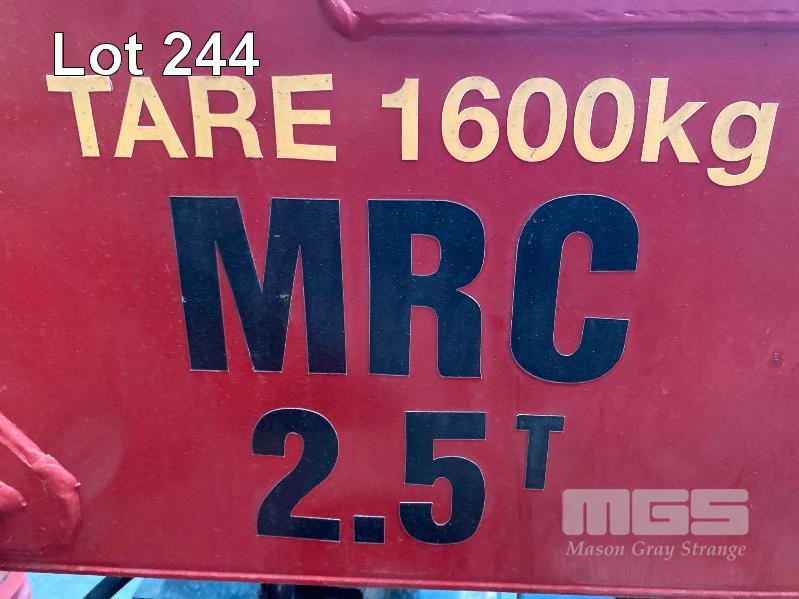 Lot 244
TARE 1600kg
MRC
2.5T
MGS
Mason Gray Strange